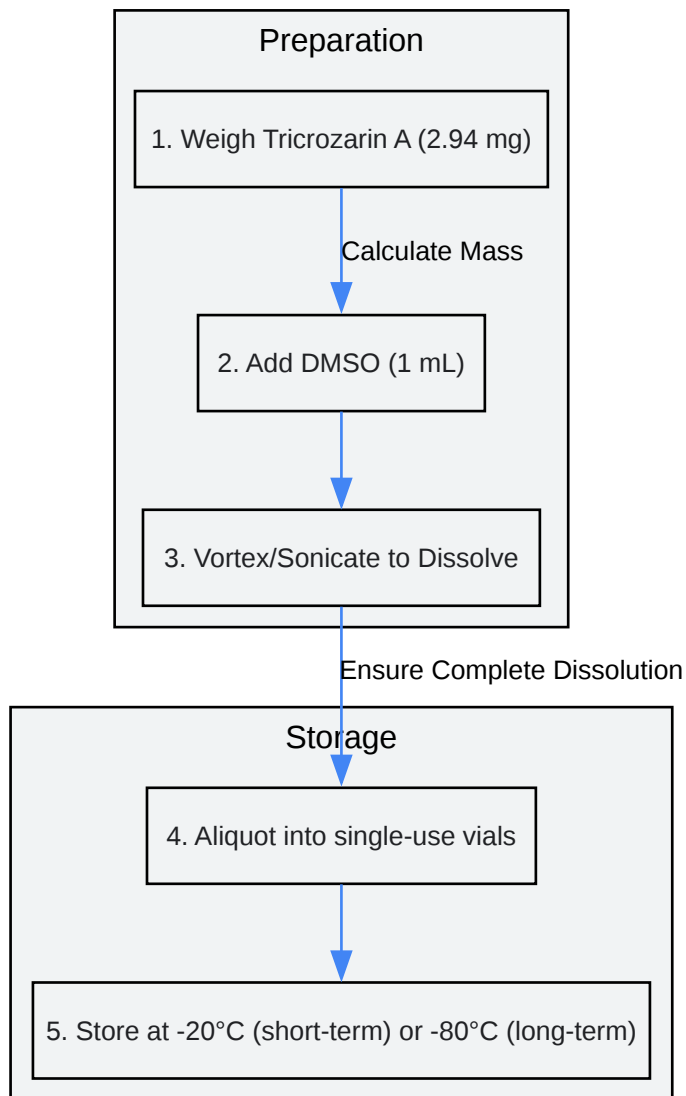 Preparation
1. Weigh Tricrozarin A (2.94 mg)
Calculate Mass
2. Add DMSO (1 mL)
3. Vortex/Sonicate to Dissolve
Ensure Complete Dissolution
Storage
4. Aliquot into single-use vials
5. Store at -20°C (short-term) or -80°C (long-term)